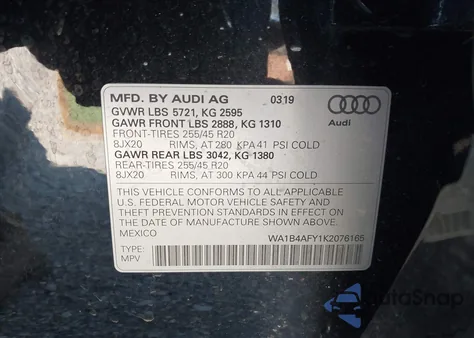 MFD. BY AUDI AG 03/19
GVWR LBS 5721, KG 2595
GAWR FRONT LBS 2888, KG 1310
FRONT-TIRES 255/45 R20
8JX20 RIMS, AT 280 KPA 41 PSI COLD
GAWR REAR LBS 3042, KG 1380
REAR-TIRES 255/45 R20
8JX20 RIMS, AT 300 KPA 44 PSI COLD
Audi
THIS VEHICLE CONFORMS TO ALL APPLICABLE
U.S. FEDERAL MOTOR VEHICLE SAFETY AND
THEFT PREVENTION STANDARDS IN EFFECT ON
THE DATE OF MANUFACTURE SHOWN ABOVE.
MEXICO WA1B4AFY1K2076165
TYPE:
MPV
AutoSnap